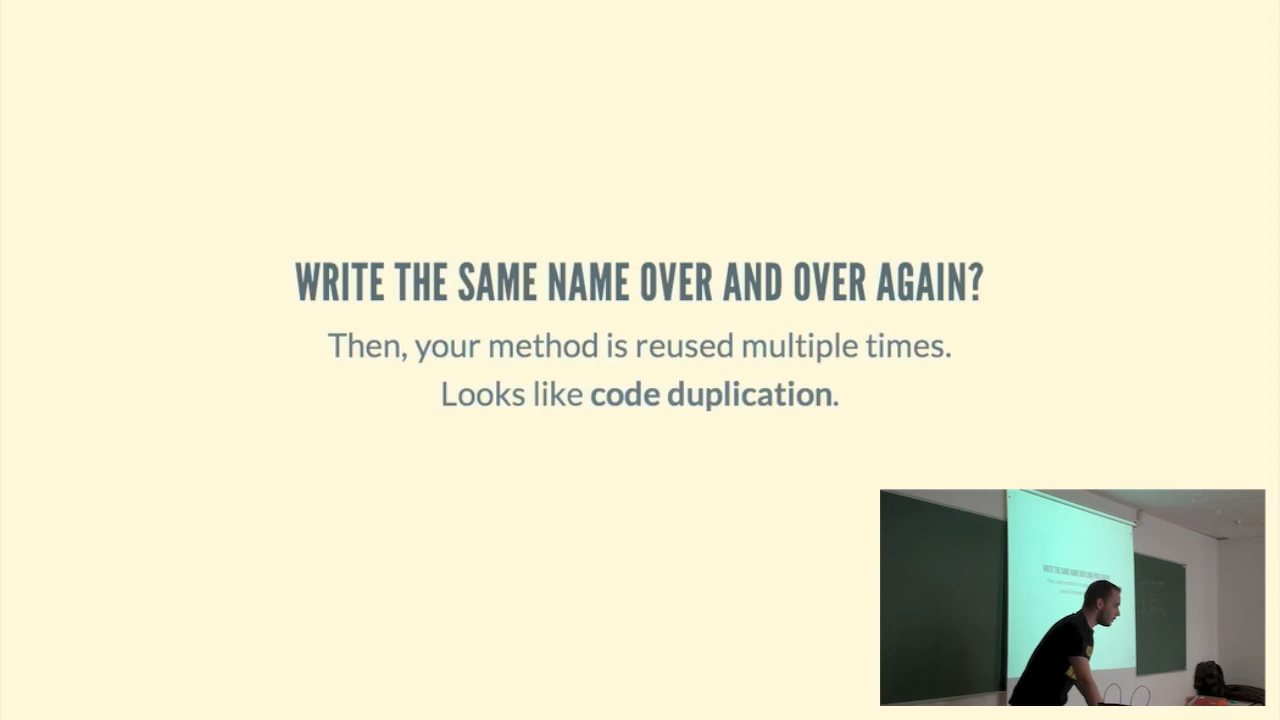 WRITE THE SAME NAME OVER AND OVER AGAIN?
Then, your method is reused multiple times.
Looks like code duplication.